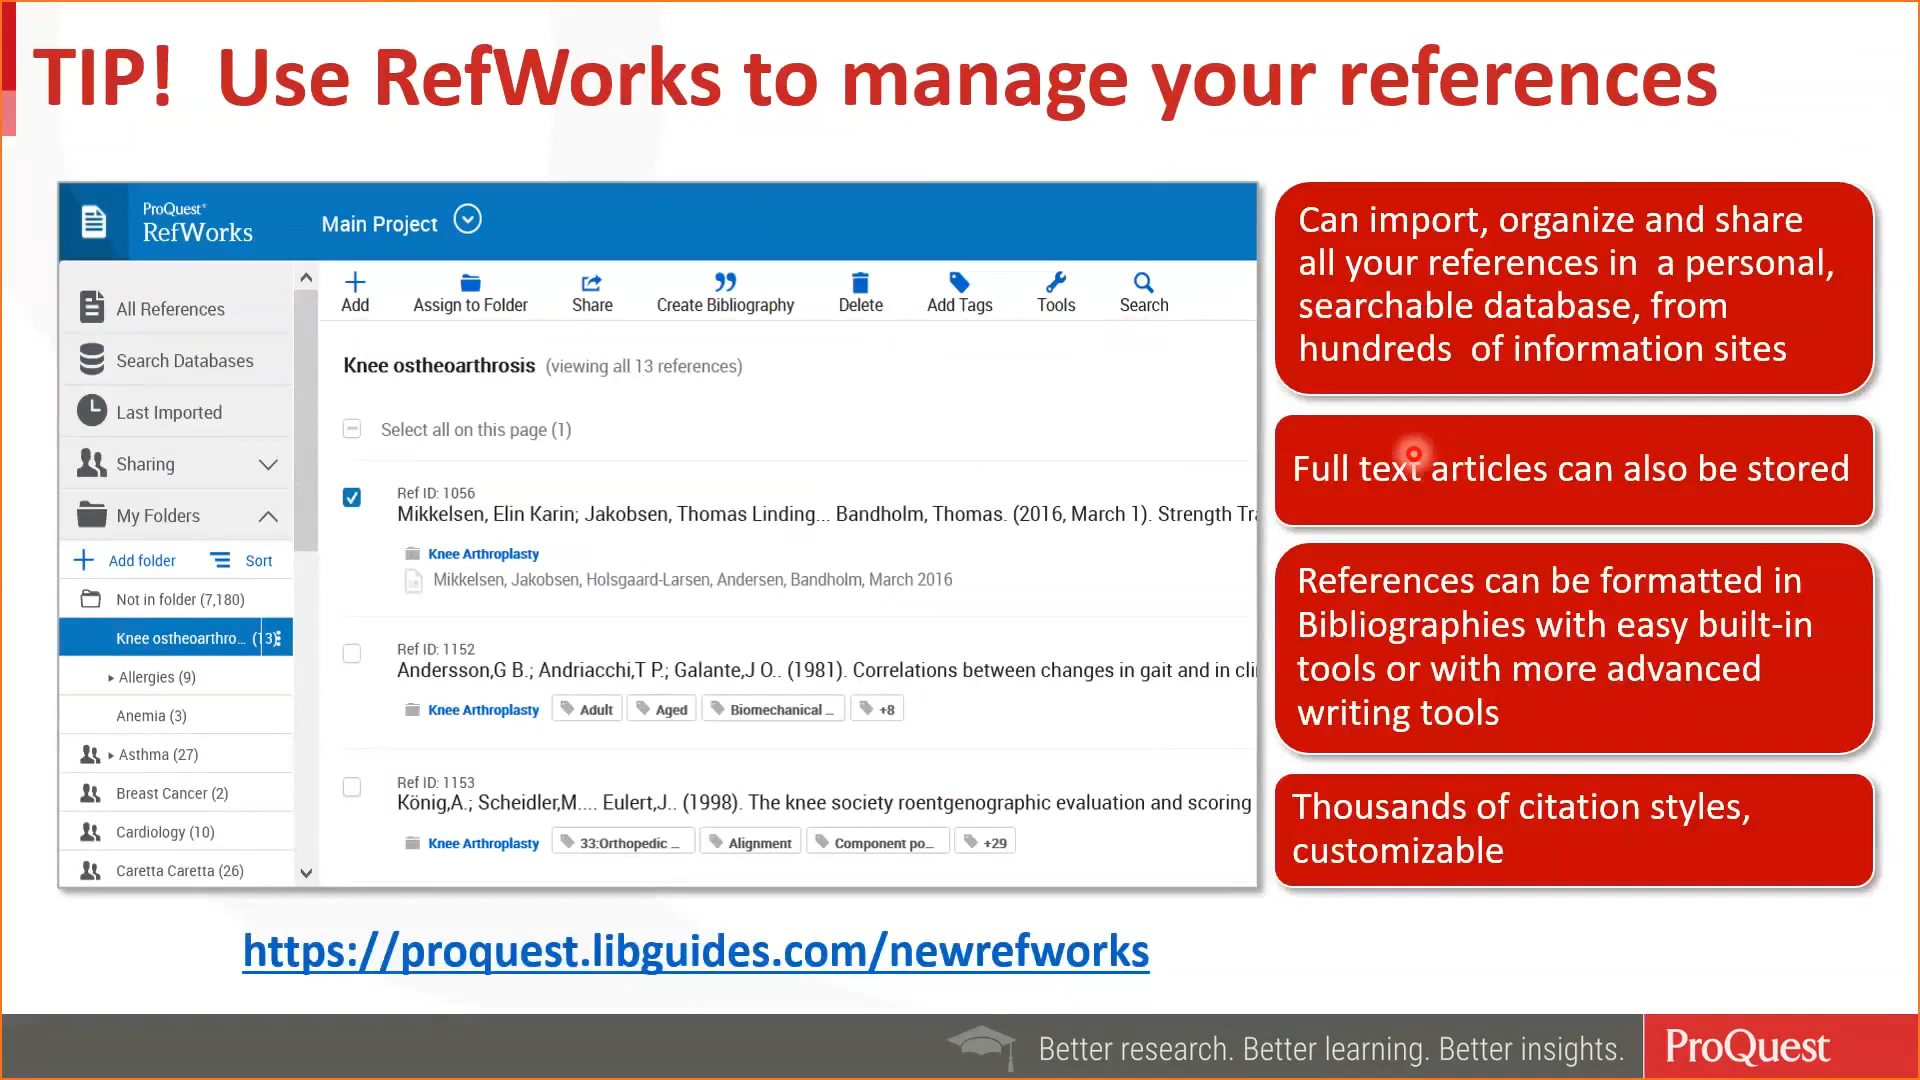 TIP! Use RefWorks to manage your references
ProQuest®
RefWorks
Main Project
All References
Search Databases
Last Imported
Sharing
My Folders
Add folder
Sort
Not in folder (7,180)
Knee ostheoarthro... (13)
Allergies (9)
Anemia (3)
Asthma (27)
Breast Cancer (2)
Cardiology (10)
Caretta Caretta (26)
Add
Assign to Folder
Share
Create Bibliography
Delete
Add Tags
Tools
Search
Knee ostheoarthrosis (viewing all 13 references)
Select all on this page (1)
Ref ID: 1056
Mikkelsen, Elin Karin; Jakobsen, Thomas Linding... Bandholm, Thomas. (2016, March 1). Strength Tr
Knee Arthroplasty
Mikkelsen, Jakobsen, Holsgaard-Larsen, Andersen, Bandholm, March 2016
Ref ID: 1152
Andersson,G B.; Andriacchi,T P.; Galante,J O.. (1981). Correlations between changes in gait and in cli
Knee Arthroplasty Adult Aged Biomechanical ... +8
Ref ID: 1153
König,A.; Scheidler,M.... Eulert,J.. (1998). The knee society roentgenographic evaluation and scoring
Knee Arthroplasty 33:Orthopedic ... Alignment Component po... +29
Can import, organize and share
all your references in a personal,
searchable database, from
hundreds of information sites
Full text articles can also be stored
References can be formatted in
Bibliographies with easy built-in
tools or with more advanced
writing tools
Thousands of citation styles,
customizable
https://proquest.libguides.com/newrefworks
Better research. Better learning. Better insights.
ProQuest